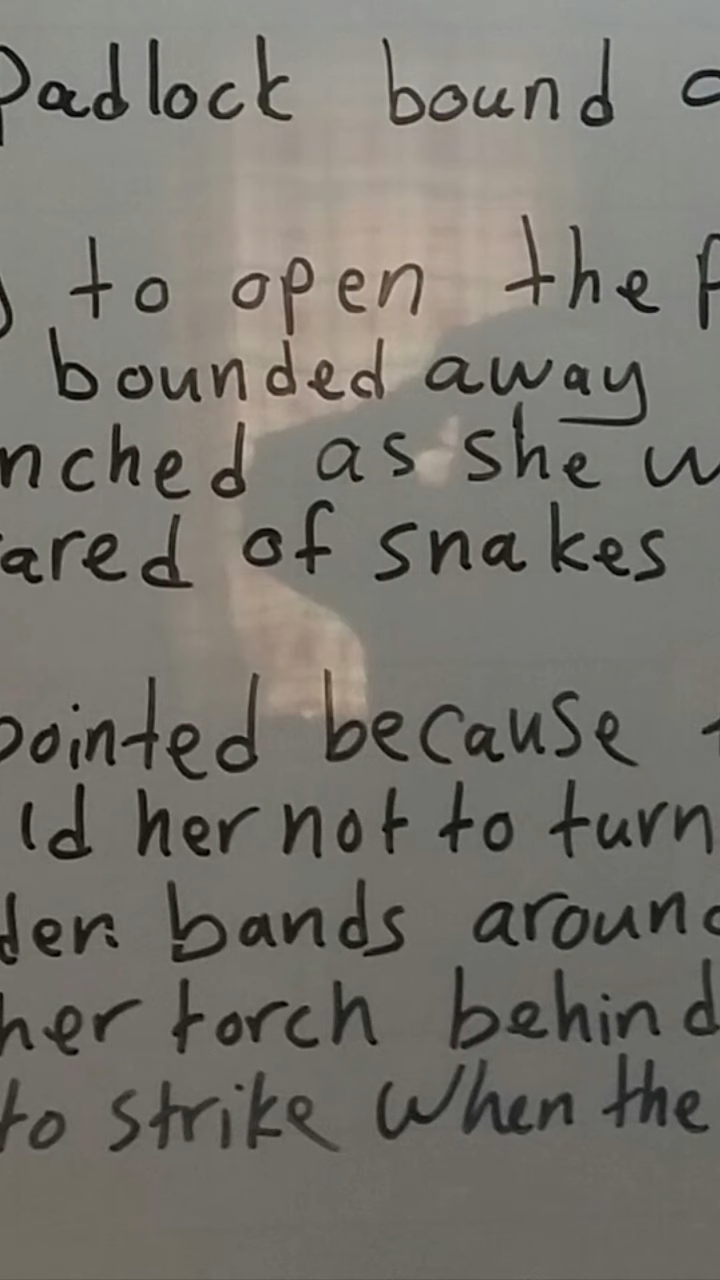 Padlock bound
to open the
bounded away
nched as she w
ared of snakes
pointed because
ld her not to turn
den bands around
her torch behind
to strike when the